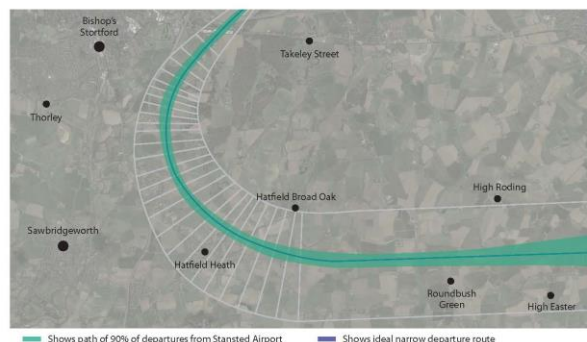 Bishop's
Stortford
Takeley Street
Thorley
Hatfield Broad Oak
High Roding
Sawbridgeworth
Hatfield Heath
Roundbush
Green
High Easter
Shows path of 90% of departures from Stansted Airport
Shows ideal narrow departure route